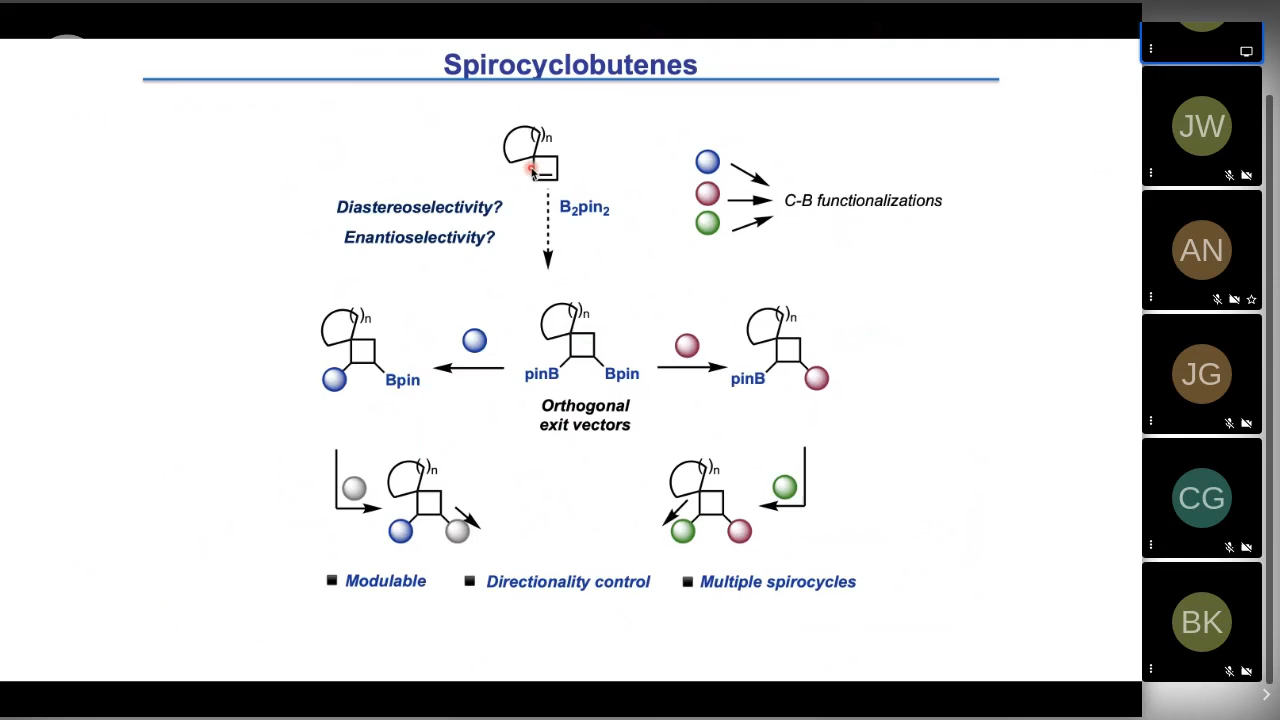 Spirocyclobutenes
( )n
Diastereoselectivity?
Enantioselectivity?
B2pin2
C-B functionalizations
( )n
Bpin
( )n
pinB
Bpin
Orthogonal
exit vectors
( )n
pinB
( )n
( )n
Modulable
Directionality control
Multiple spirocycles
JW
AN
JG
CG
BK